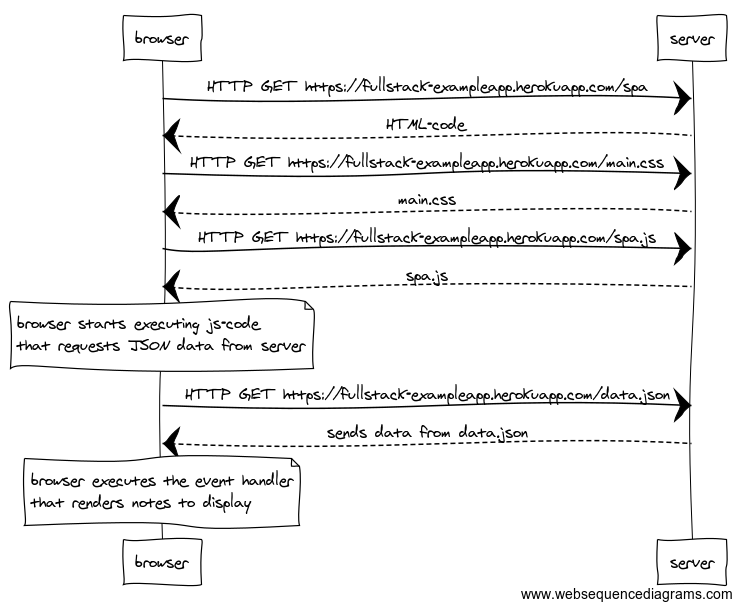 browser
server
HTTP GET https://fullstack-exampleapp.herokuapp.com/spa
HTML-code
HTTP GET https://fullstack-exampleapp.herokuapp.com/main.css
main.css
HTTP GET https://fullstack-exampleapp.herokuapp.com/spa.js
spa.js
browser starts executing js-code
that requests JSON data from server
HTTP GET https://fullstack-exampleapp.herokuapp.com/data.json
sends data from data.json
browser executes the event handler
that renders notes to display
browser
server
www.websequencediagrams.com